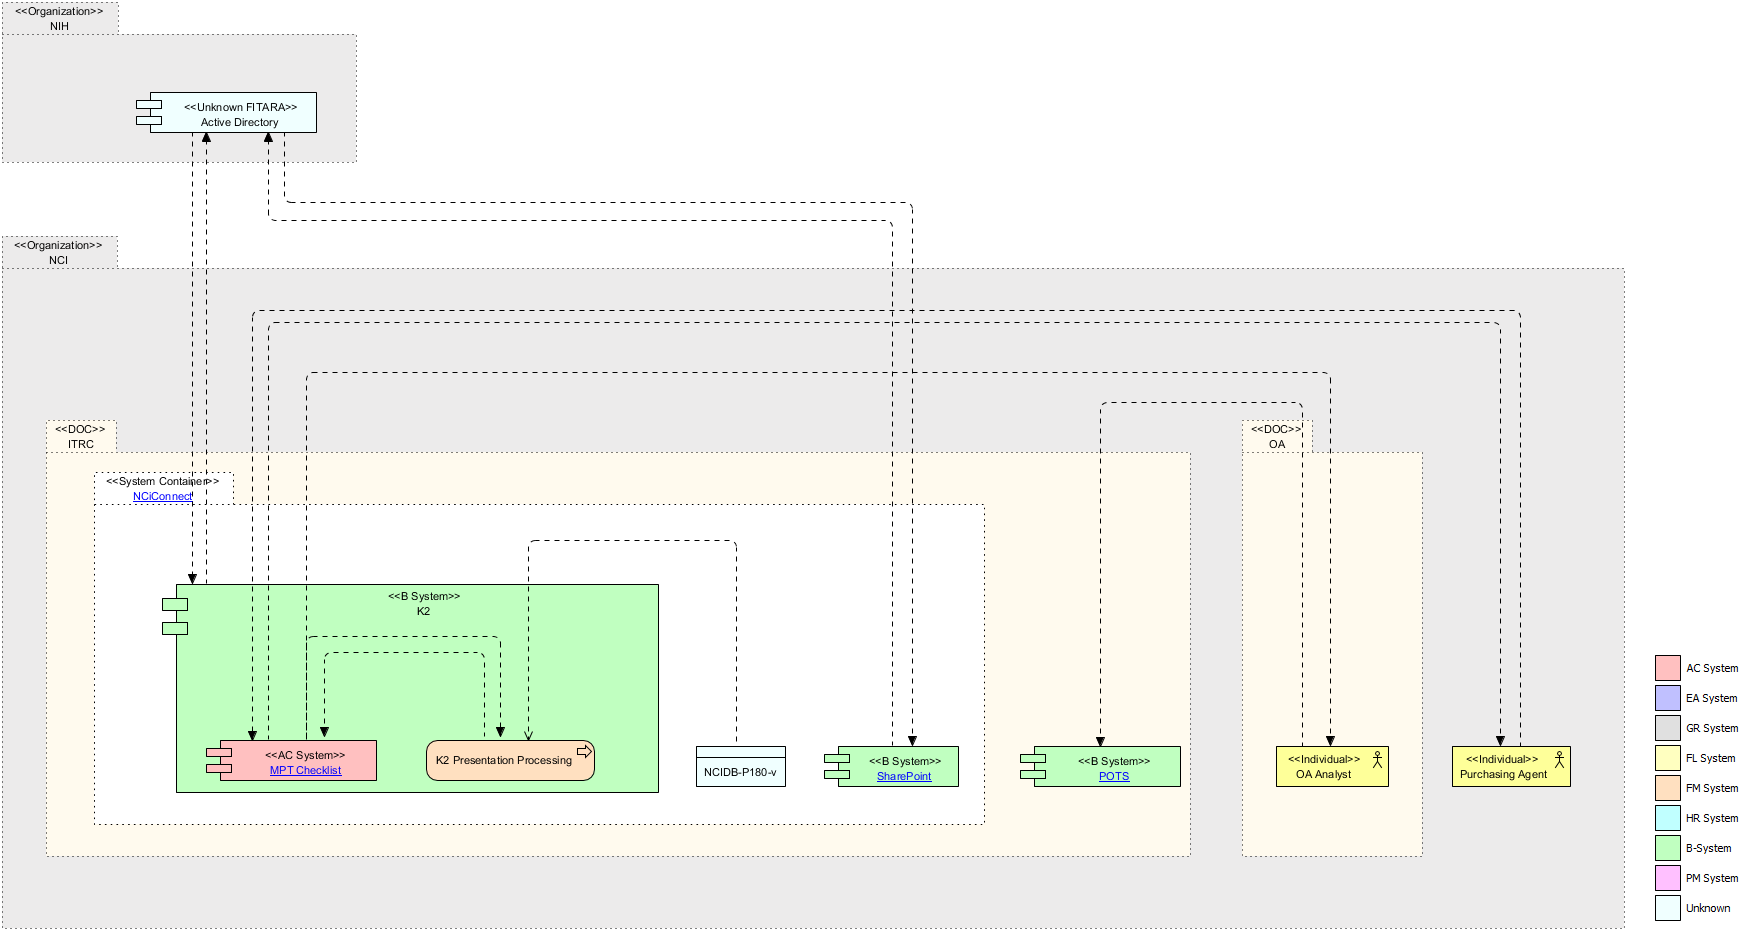 <<Organization>>
NIH
<<Unknown FITARA>>
Active Directory
<<Organization>>
NCI
<<DOC>>
ITRC
<<DOC>>
OA
<<System Container>>
NCiConnect
<<B System>>
K2
<<AC System>>
MPT Checklist
K2 Presentation Processing
NCIDB-P180-v
<<B System>>
SharePoint
<<B System>>
POTS
<<Individual>>
OA Analyst
<<Individual>>
Purchasing Agent
AC System
EA System
GR System
FL System
FM System
HR System
B-System
PM System
Unknown